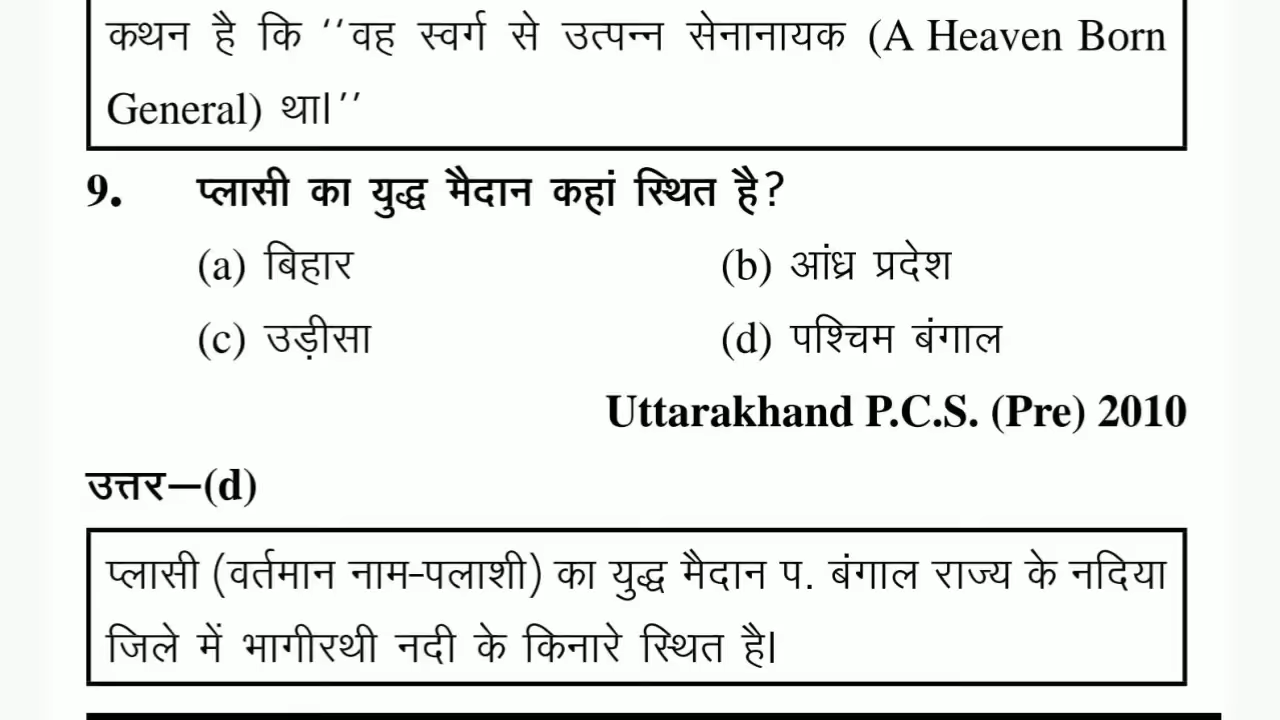 कथन है कि ‘‘वह स्वर्ग से उत्पन्न सेनानायक (A Heaven Born
General) था।’’
9. प्लासी का युद्ध मैदान कहां स्थित है?
(a) बिहार (b) आंध्र प्रदेश
(c) उड़ीसा (d) पश्चिम बंगाल
Uttarakhand P.C.S. (Pre) 2010
उत्तर—(d)
प्लासी (वर्तमान नाम-पलाशी) का युद्ध मैदान प. बंगाल राज्य के नदिया
जिले में भागीरथी नदी के किनारे स्थित है।